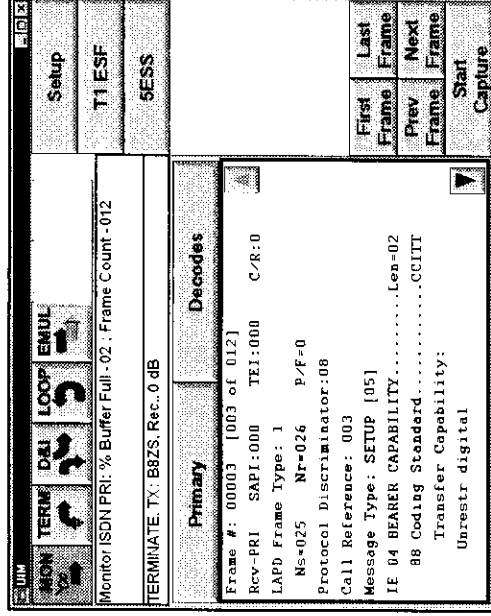 UIM
MON TERM D&I LOOP EMUL
You
Setup
T1 ESF
5ESS
Monitor ISDN PRI: % Buffer Full - 02 ; Frame Count - 012
TERMINATE. TX: B8ZS, Rec.. 0 dB
Primary
Decodes
Frame #: 00003 [003 of 012]
Rcv-PRI SAPI:000 TEI:000 C/R:0
LAPD Frame Type: I
Ns=025 Nr=026 P/F=0
Protocol Discriminator:08
Call Reference: 003
Message Type: SETUP [05]
IE 04 BEARER CAPABILITY.........Len=02
88 Coding Standard.............CCITT
Transfer Capability:
Unrestr digital
First Frame
Last Frame
Prev Frame
Next Frame
Start Capture